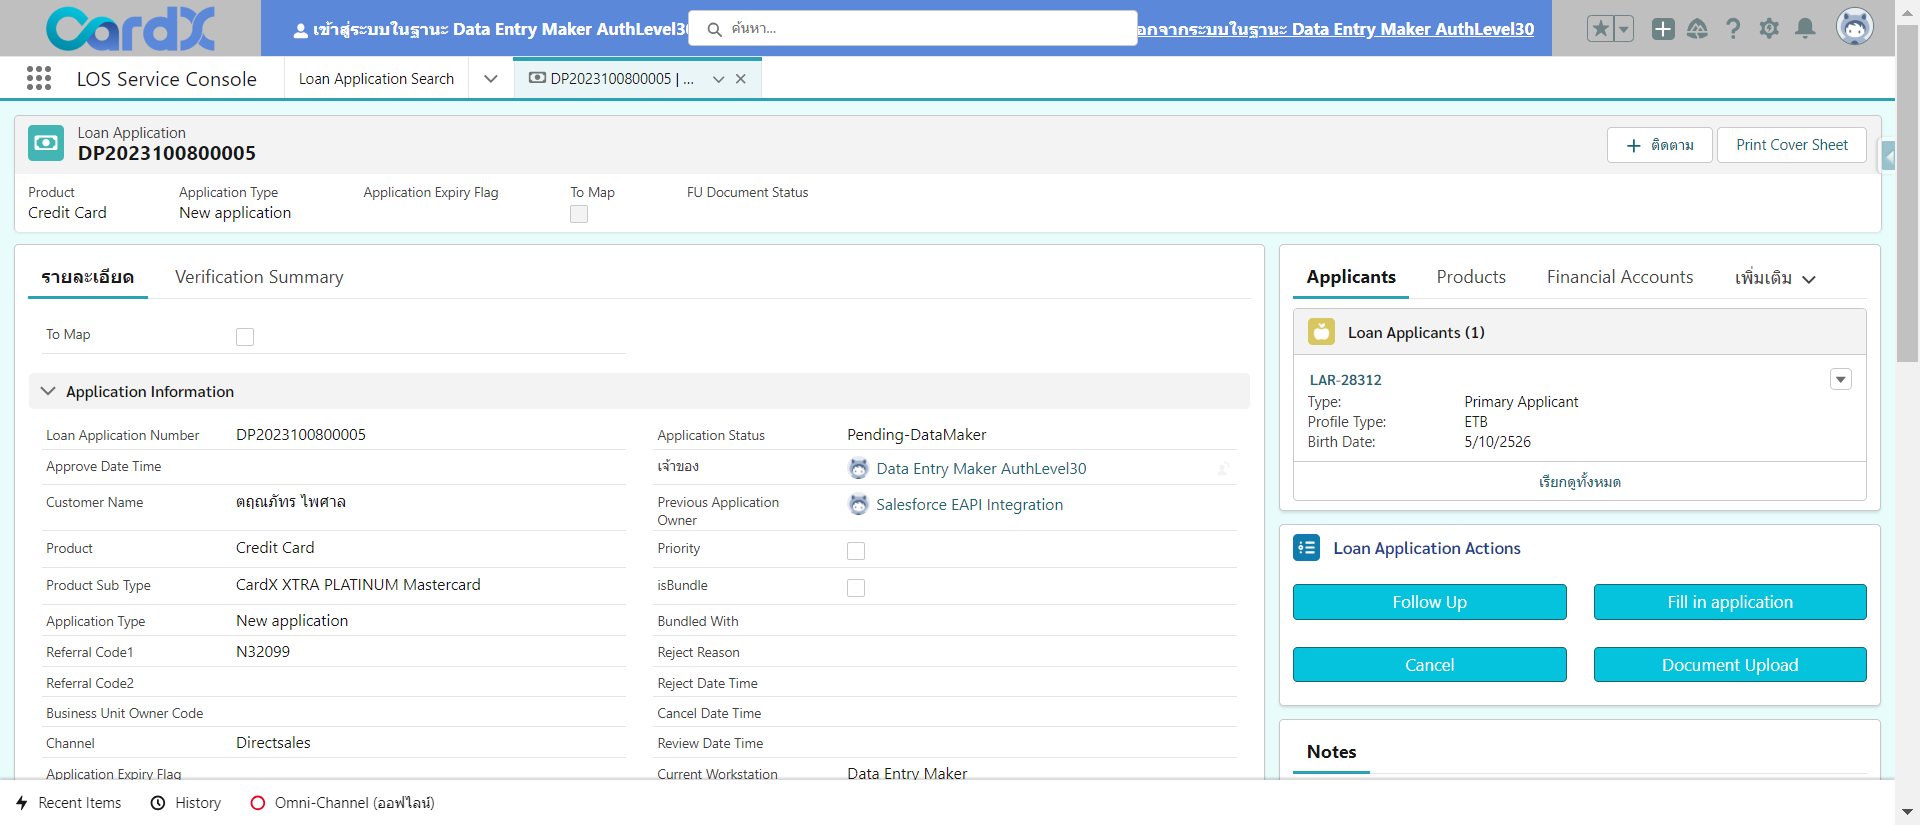 CardX
เข้าสู่ระบบในฐานะ Data Entry Maker AuthLevel30
ค้นหา...
อกจากระบบในฐานะ Data Entry Maker AuthLevel30
LOS Service Console
Loan Application Search
DP2023100800005 | ...
Loan Application
DP2023100800005
ติดตาม
Print Cover Sheet
Product
Application Type
Application Expiry Flag
To Map
FU Document Status
Credit Card
New application
รายละเอียด
Verification Summary
To Map
Application Information
Loan Application Number
DP2023100800005
Application Status
Pending-DataMaker
Approve Date Time
เจ้าของ
Data Entry Maker AuthLevel30
Customer Name
ตฤณภัทร ไพศาล
Previous Application Owner
Salesforce EAPI Integration
Product
Credit Card
Priority
Product Sub Type
CardX XTRA PLATINUM Mastercard
isBundle
Application Type
New application
Bundled With
Referral Code1
N32099
Reject Reason
Referral Code2
Reject Date Time
Business Unit Owner Code
Cancel Date Time
Channel
Directsales
Review Date Time
Application Expiry Flag
Current Workstation
Data Entry Maker
Applicants
Products
Financial Accounts
เพิ่มเติม
Loan Applicants (1)
LAR-28312
Type:
Primary Applicant
Profile Type:
ETB
Birth Date:
5/10/2526
เรียกดูทั้งหมด
Loan Application Actions
Follow Up
Fill in application
Cancel
Document Upload
Notes
Recent Items
History
Omni-Channel (ออฟไลน์)